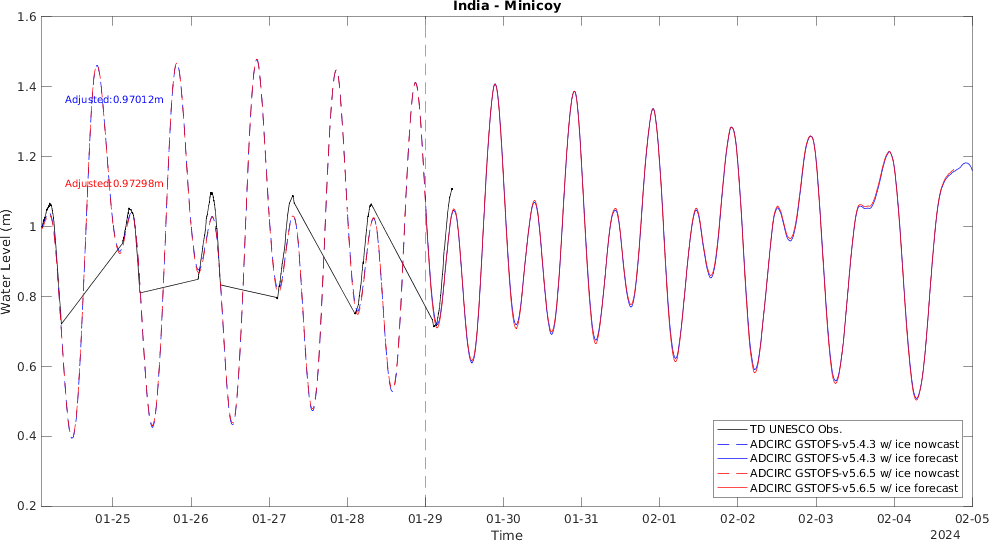 India - Minicoy
1.6
1.4
1.2
1
0.8
0.6
0.4
0.2
Water Level (m)
Adjusted:0.97012m
Adjusted:0.97298m
TD UNESCO Obs.
ADCIRC GSTOFS-v5.4.3 w/ ice nowcast
ADCIRC GSTOFS-v5.4.3 w/ ice forecast
ADCIRC GSTOFS-v5.6.5 w/ ice nowcast
ADCIRC GSTOFS-v5.6.5 w/ ice forecast
01-25 01-26 01-27 01-28 01-29 01-30 01-31 02-01 02-02 02-03 02-04 02-05
Time
2024